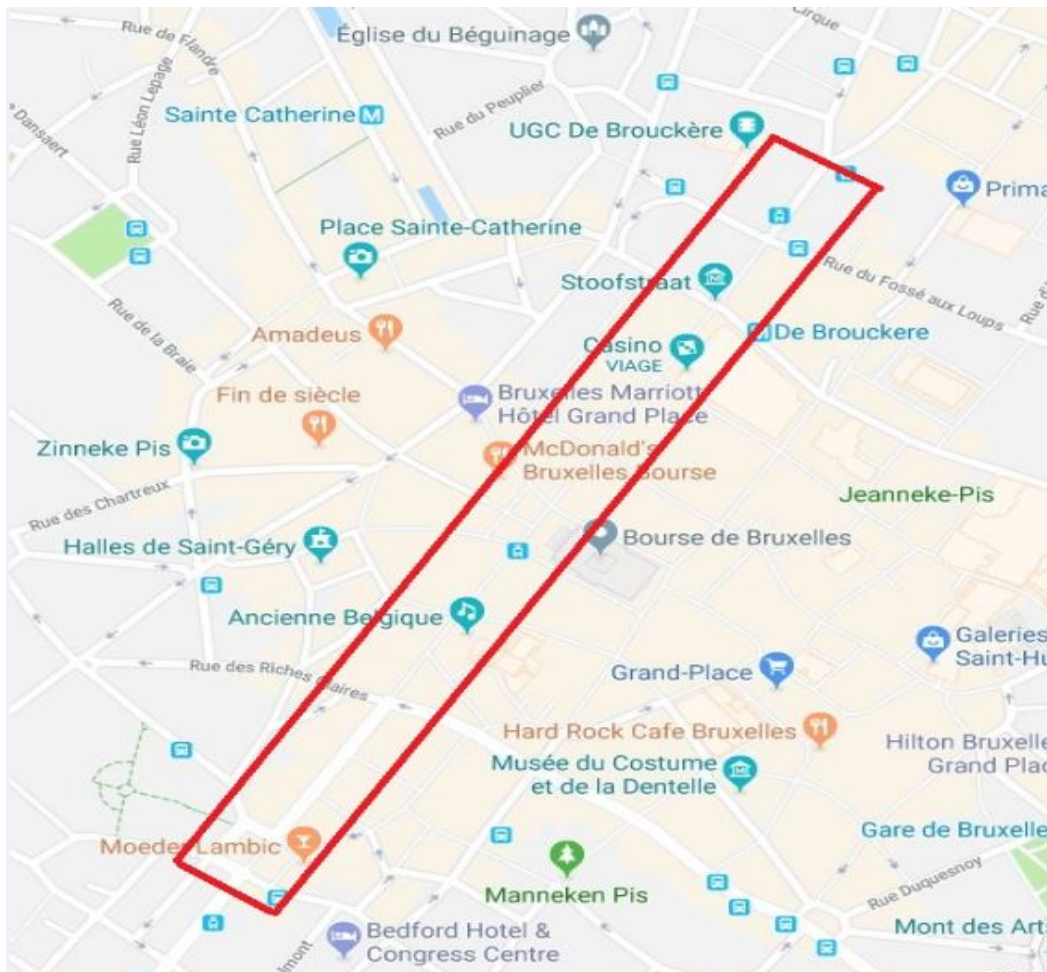 Cirque
Rue de Flandre
Église du Béguinage
Rue Léon Lepage
Dansaert
Sainte Catherine M
Rue du Peuplier
UGC De Brouckère
Prima
Place Sainte-Catherine
Stoofstraat
Rue du Fossé aux Loups
Rue d'
Amadeus
De Brouckere
Rue de la Braie
Casino
VIAGE
Fin de siècle
Bruxelles Marriott
Hôtel Grand Place
Zinneke Pis
McDonald's
Bruxelles Bourse
Jeanneke-Pis
Rue des Chartreux
Halles de Saint-Géry
Bourse de Bruxelles
Ancienne Belgique
Galeries
Saint-Hu
Rue des Riches Claires
Grand-Place
Hard Rock Cafe Bruxelles
Hilton Bruxelle
Grand Plac
Musée du Costume
et de la Dentelle
Moeder Lambic
Gare de Bruxelle
Manneken Pis
Rue Duquesnoy
Mont des Arts
Bedford Hotel &
Congress Centre
lmont